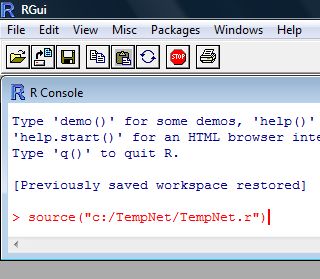 RGui
File Edit View Misc Packages Windows Help
STOP
R Console
Type 'demo()' for some demos, 'help()'
'help.start()' for an HTML browser inte
Type 'q()' to quit R.
[Previously saved workspace restored]
> source("c:/TempNet/TempNet.r")